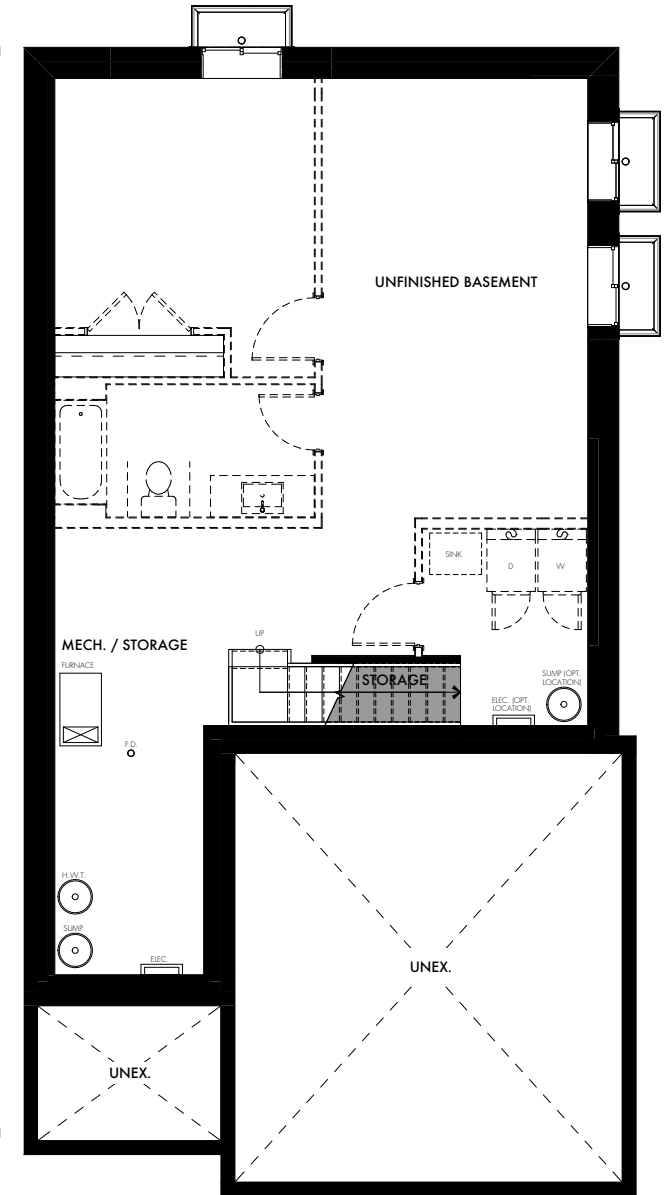 UNFINISHED BASEMENT
SINK
D
W
UP
MECH. / STORAGE
FURNACE
STORAGE
SUMP (OPT.
LOCATION)
ELEC. (OPT.
LOCATION)
F.D.
H.W.T.
SUMP
ELEC.
UNEX.
UNEX.